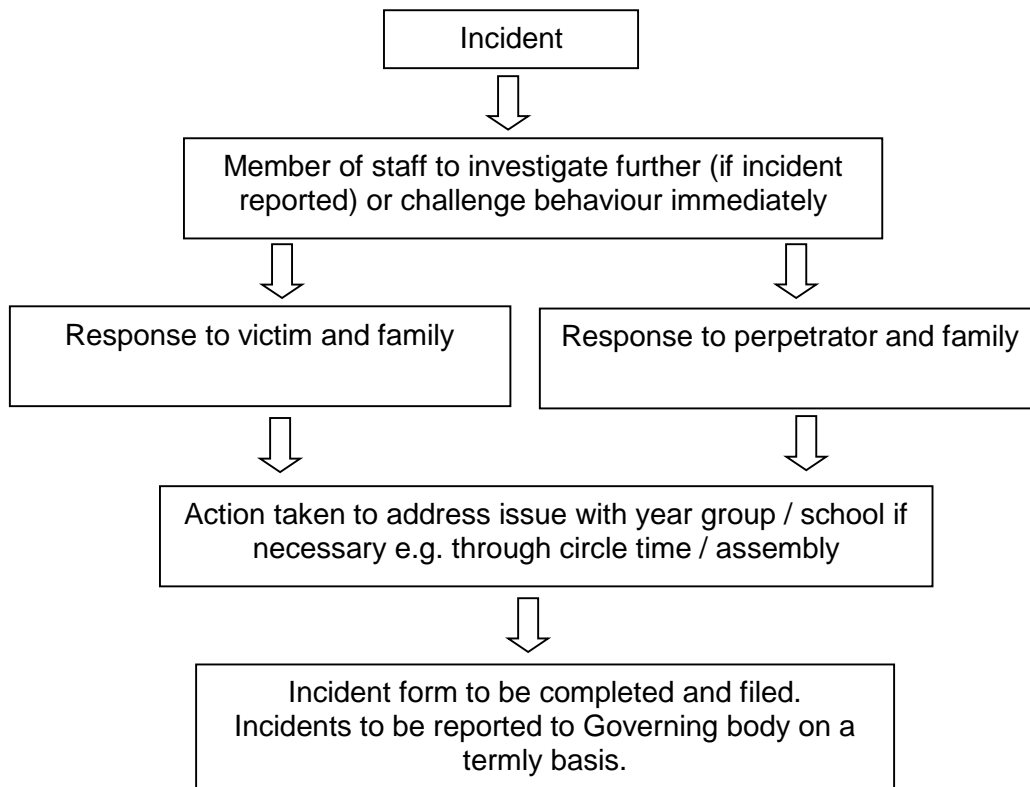 Incident
Member of staff to investigate further (if incident
reported) or challenge behaviour immediately
Response to victim and family
Response to perpetrator and family
Action taken to address issue with year group / school if
necessary e.g. through circle time / assembly
Incident form to be completed and filed.
Incidents to be reported to Governing body on a
termly basis.